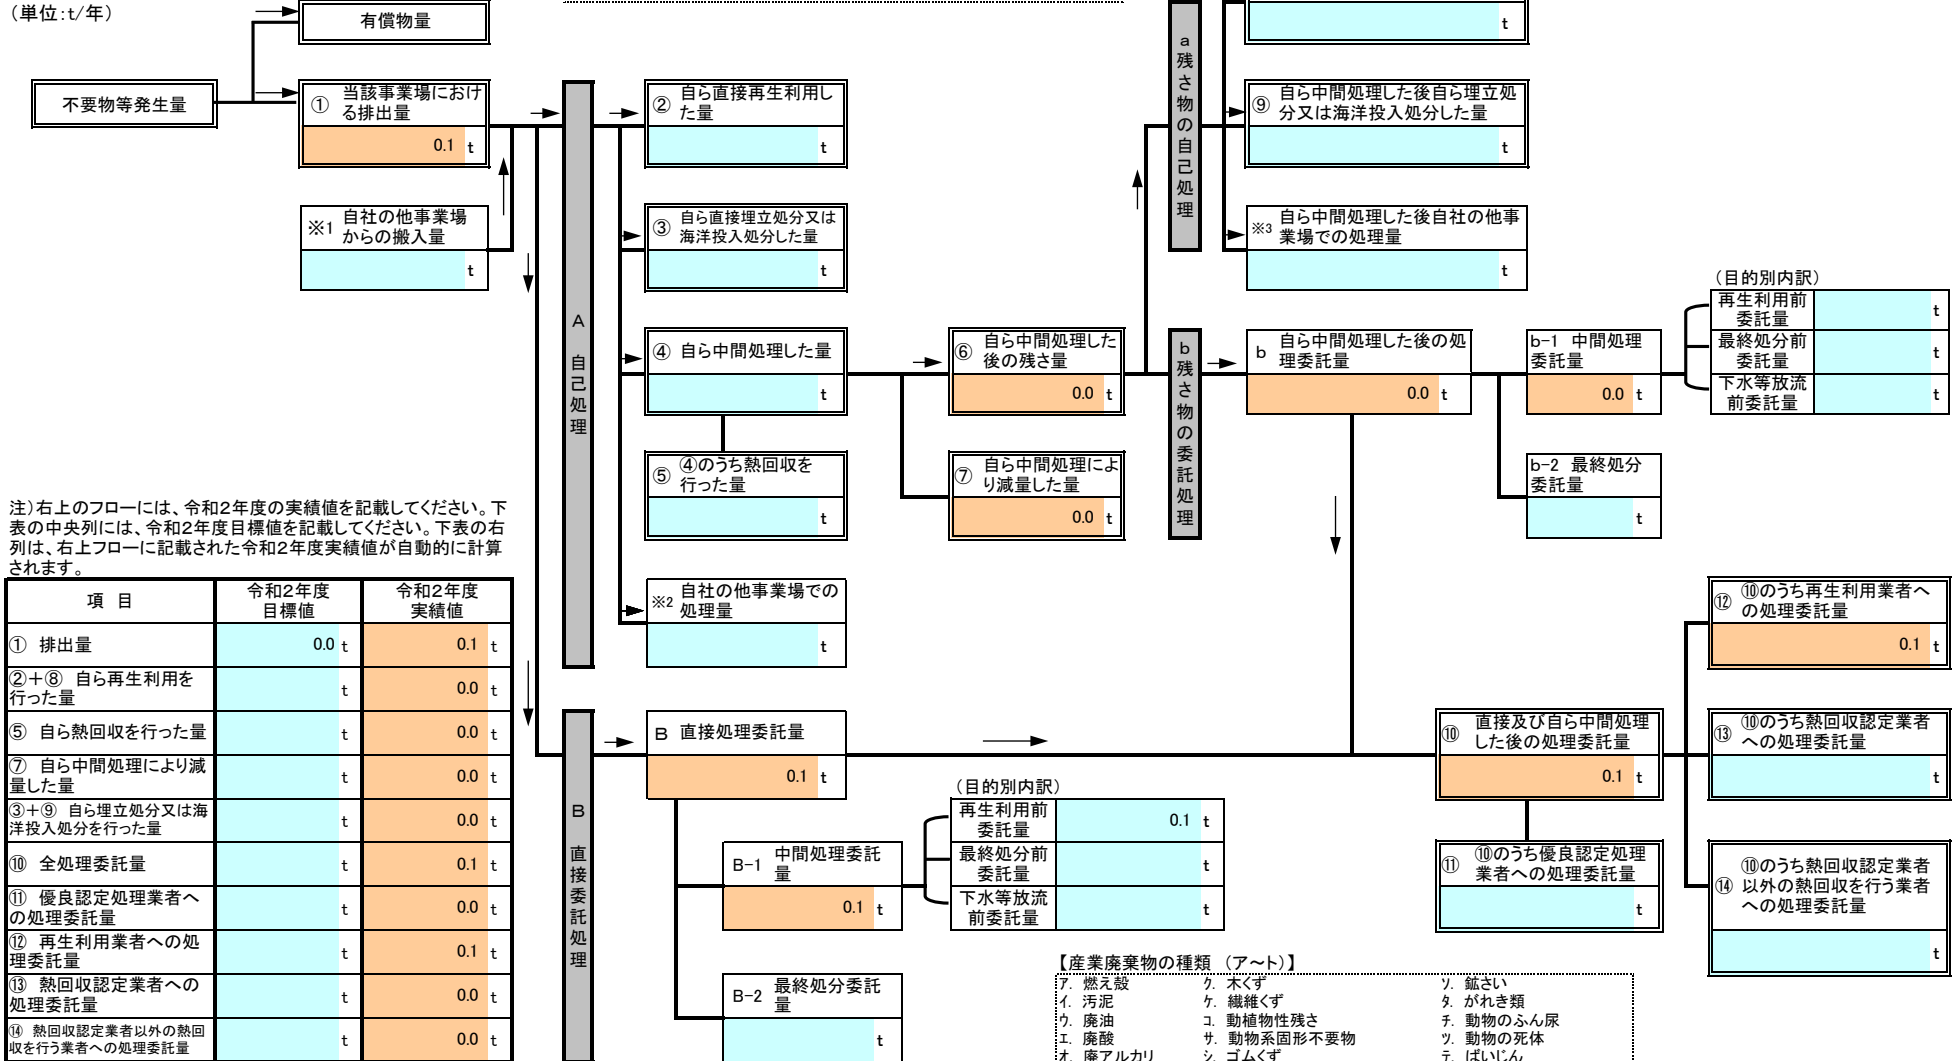 （単位：t/年）
有償物量
不要物等発生量
① 当該事業場におけ
る排出量
0.1 t
※1 自社の他事業場
からの搬入量
t
A 自己処理
② 自ら直接再生利用し
た量
t
③ 自ら直接埋立処分又は
海洋投入処分した量
t
④ 自ら中間処理した量
t
⑤ ④のうち熱回収を
行った量
t
※2 自社の他事業場での
処理量
t
⑥ 自ら中間処理した
後の残さ量
0.0 t
⑦ 自ら中間処理によ
り減量した量
0.0 t
a 残さ物の自己処理
t
⑨ 自ら中間処理した後自ら埋立処
分又は海洋投入処分した量
t
※3 自ら中間処理した後自社の他事
業場での処理量
t
b 残さ物の委託処理
b 自ら中間処理した後の処
理委託量
0.0 t
b-1 中間処理
委託量
0.0 t
b-2 最終処分
委託量
t
（目的別内訳）
再生利用前
委託量
t
最終処分前
委託量
t
下水等放流
前委託量
t
注）右上のフローには、令和2年度の実績値を記載してください。下
表の中央列には、令和2年度目標値を記載してください。下表の右
列は、右上フローに記載された令和2年度実績値が自動的に計算
されます。
項 目
令和2年度
目標値
令和2年度
実績値
① 排出量
0.0 t
0.1 t
②＋⑧ 自ら再生利用を
行った量
t
0.0 t
⑤ 自ら熱回収を行った量
t
0.0 t
⑦ 自ら中間処理により減
量した量
t
0.0 t
③＋⑨ 自ら埋立処分又は海
洋投入処分を行った量
t
0.0 t
⑩ 全処理委託量
t
0.1 t
⑪ 優良認定処理業者へ
の処理委託量
t
0.0 t
⑫ 再生利用業者への処
理委託量
t
0.1 t
⑬ 熱回収認定業者への
処理委託量
t
0.0 t
⑭ 熱回収認定業者以外の熱回
収を行う業者への処理委託量
t
0.0 t
B 直接委託処理
B 直接処理委託量
0.1 t
B-1 中間処理委託
量
0.1 t
B-2 最終処分委託
量
t
（目的別内訳）
再生利用前
委託量
0.1 t
最終処分前
委託量
t
下水等放流
前委託量
t
⑩ 直接及び自ら中間処理
した後の処理委託量
0.1 t
⑪ ⑩のうち優良認定処理
業者への処理委託量
t
⑫ ⑩のうち再生利用業者へ
の処理委託量
0.1 t
⑬ ⑩のうち熱回収認定業者
への処理委託量
t
⑭ ⑩のうち熱回収認定業者
以外の熱回収を行う業者
への処理委託量
t
【産業廃棄物の種類 （ア～ト）】
ｱ. 燃え殻
ｲ. 汚泥
ｳ. 廃油
ｴ. 廃酸
ｵ. 廃アルカリ
ｸ. 木くず
ｹ. 繊維くず
ｺ. 動植物性残さ
ｻ. 動物系固形不要物
ｼ. ゴムくず
ｿ. 鉱さい
ﾀ. がれき類
ﾁ. 動物のふん尿
ﾂ. 動物の死体
ﾃ. ばいじん